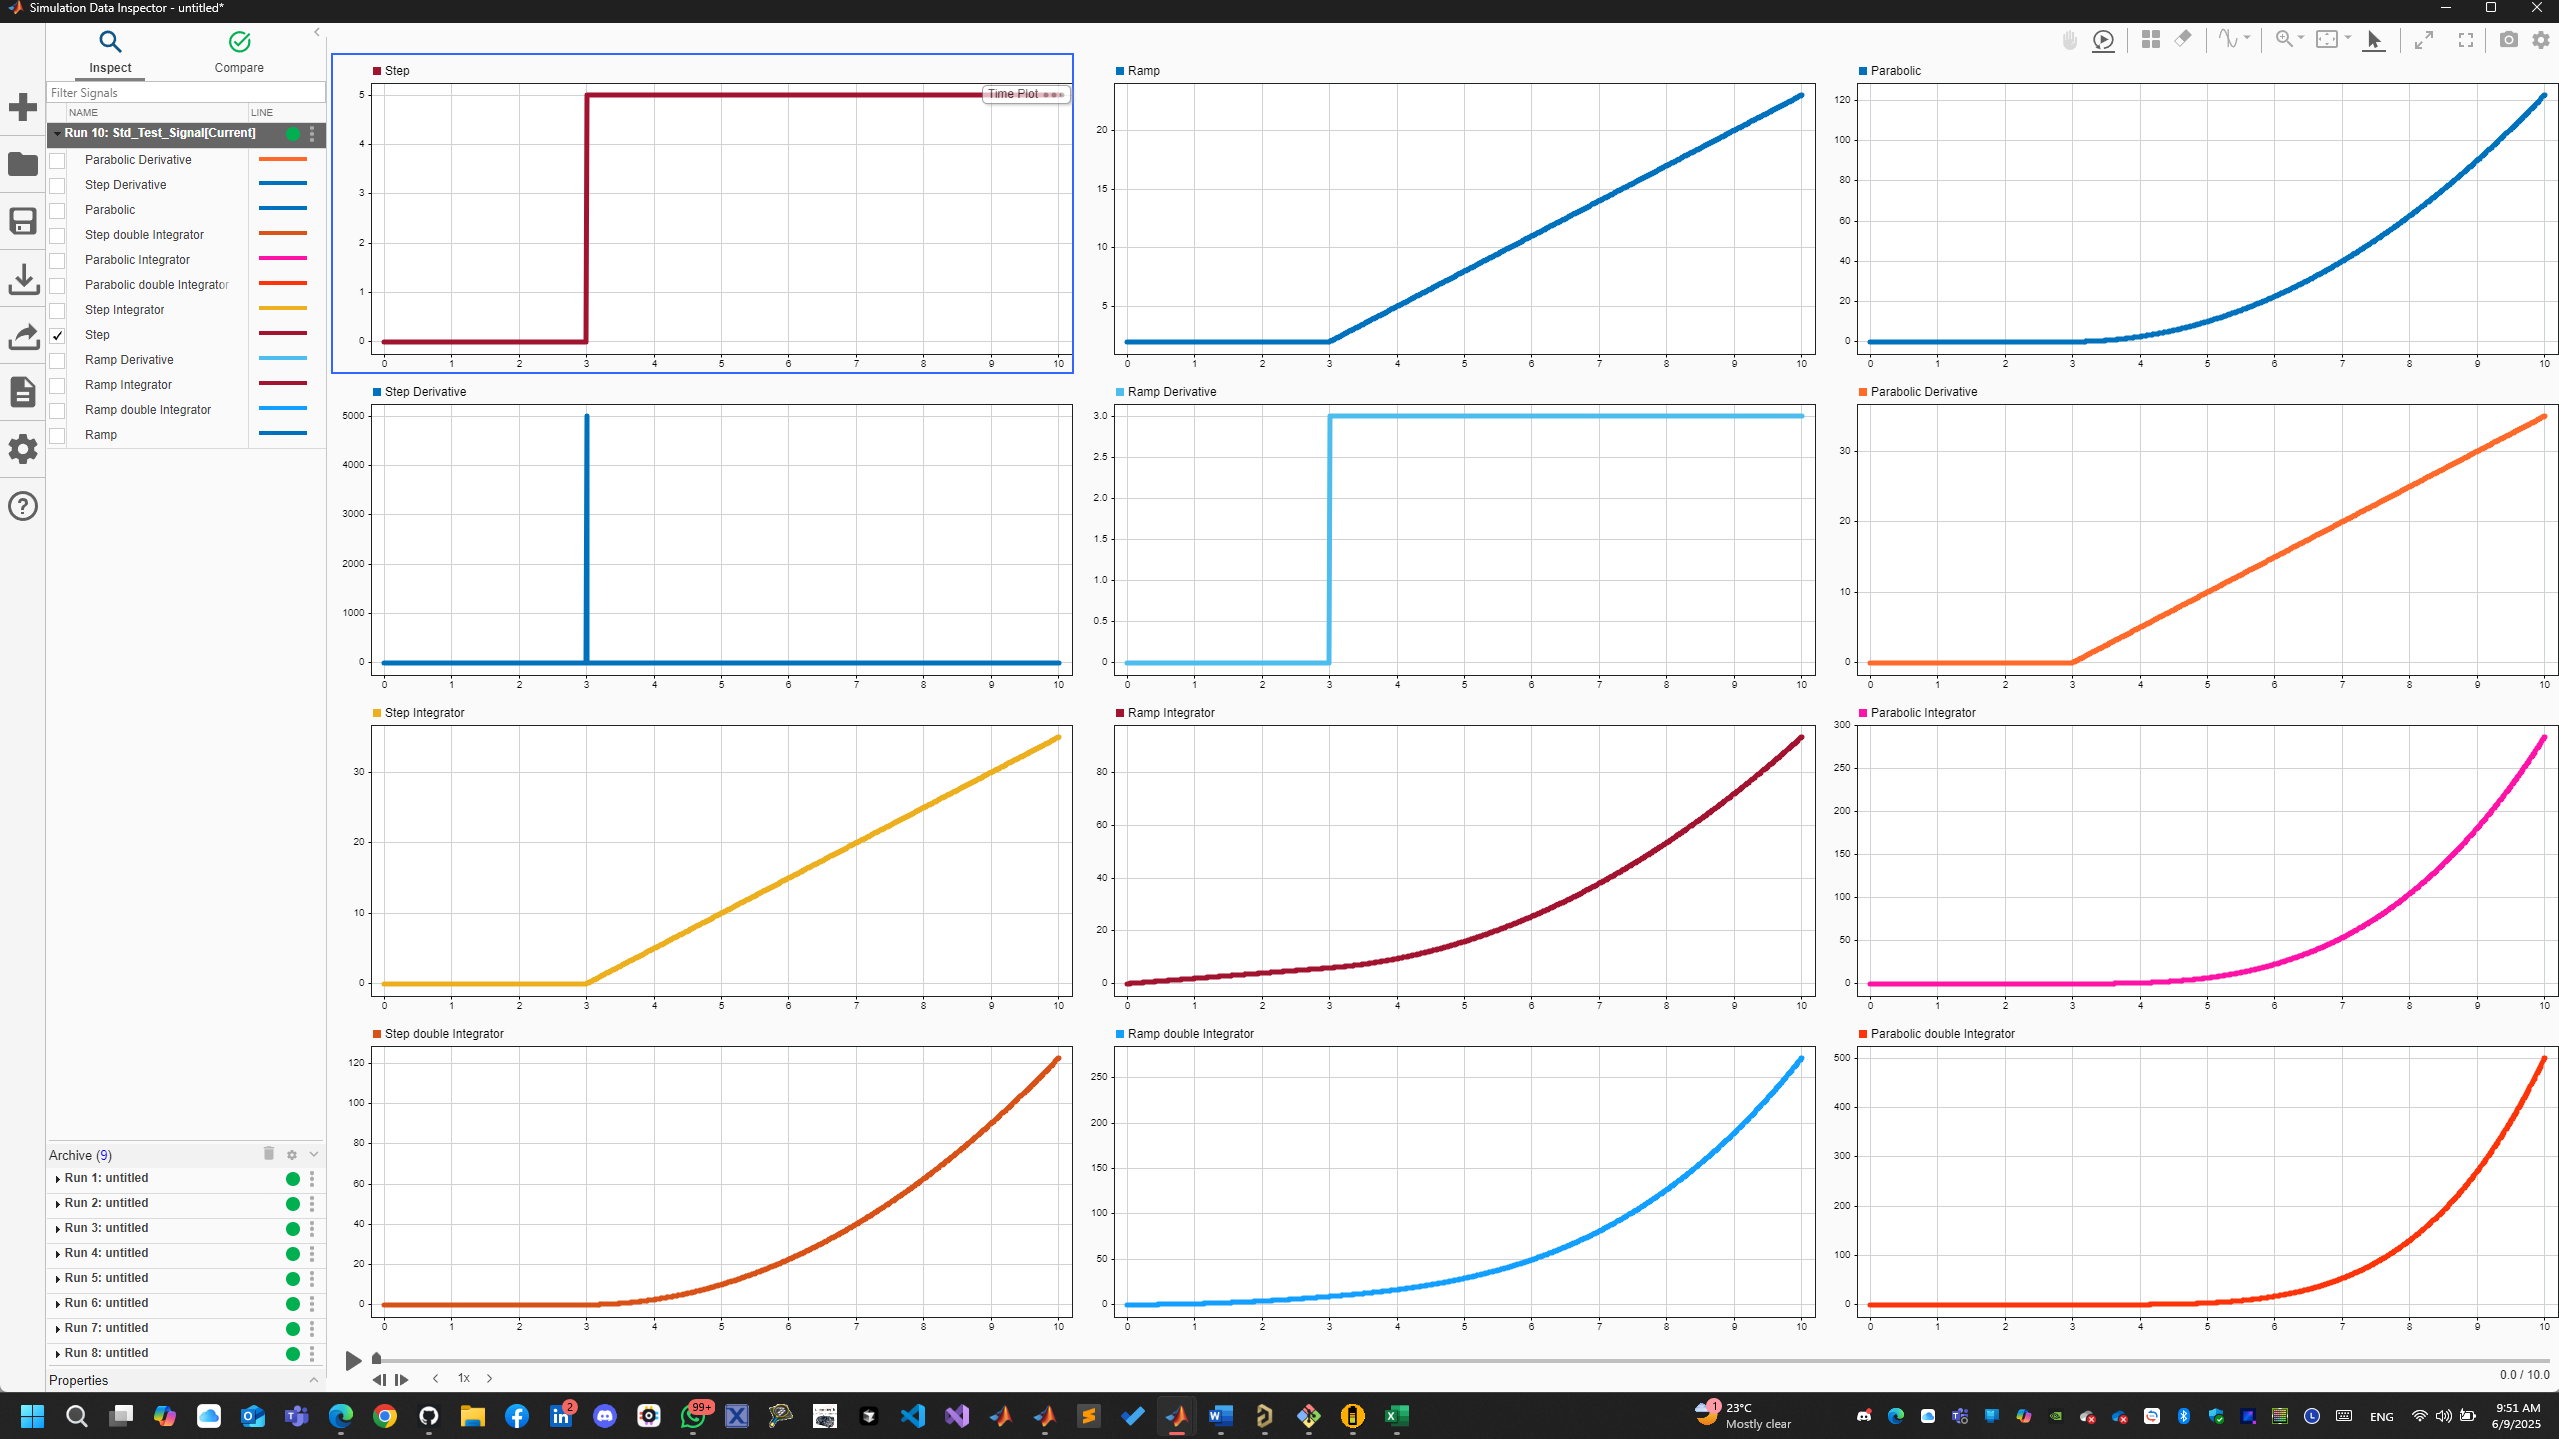 Simulation Data Inspector - untitled*
Inspect
Compare
Filter Signals
NAME LINE
Run 10: Std_Test_Signal[Current]
Parabolic Derivative
Step Derivative
Parabolic
Step double Integrator
Parabolic Integrator
Parabolic double Integrator
Step Integrator
Step
Ramp Derivative
Ramp Integrator
Ramp double Integrator
Ramp
Archive (9)
Run 1: untitled
Run 2: untitled
Run 3: untitled
Run 4: untitled
Run 5: untitled
Run 6: untitled
Run 7: untitled
Run 8: untitled
Properties
Step
Time Plot
5
4
3
2
1
0
0 1 2 3 4 5 6 7 8 9 10
Ramp
20
15
10
5
0 1 2 3 4 5 6 7 8 9 10
Parabolic
120
100
80
60
40
20
0
0 1 2 3 4 5 6 7 8 9 10
Step Derivative
5000
4000
3000
2000
1000
0
0 1 2 3 4 5 6 7 8 9 10
Ramp Derivative
3.0
2.5
2.0
1.5
1.0
0.5
0
0 1 2 3 4 5 6 7 8 9 10
Parabolic Derivative
30
20
10
0
0 1 2 3 4 5 6 7 8 9 10
Step Integrator
30
20
10
0
0 1 2 3 4 5 6 7 8 9 10
Ramp Integrator
80
60
40
20
0
0 1 2 3 4 5 6 7 8 9 10
Parabolic Integrator
300
250
200
150
100
50
0
0 1 2 3 4 5 6 7 8 9 10
Step double Integrator
120
100
80
60
40
20
0
0 1 2 3 4 5 6 7 8 9 10
Ramp double Integrator
250
200
150
100
50
0
0 1 2 3 4 5 6 7 8 9 10
Parabolic double Integrator
500
400
300
200
100
0
0 1 2 3 4 5 6 7 8 9 10
1x
0.0 / 10.0
2
99+
1
23°C
Mostly clear
ENG
9:51 AM
6/9/2025